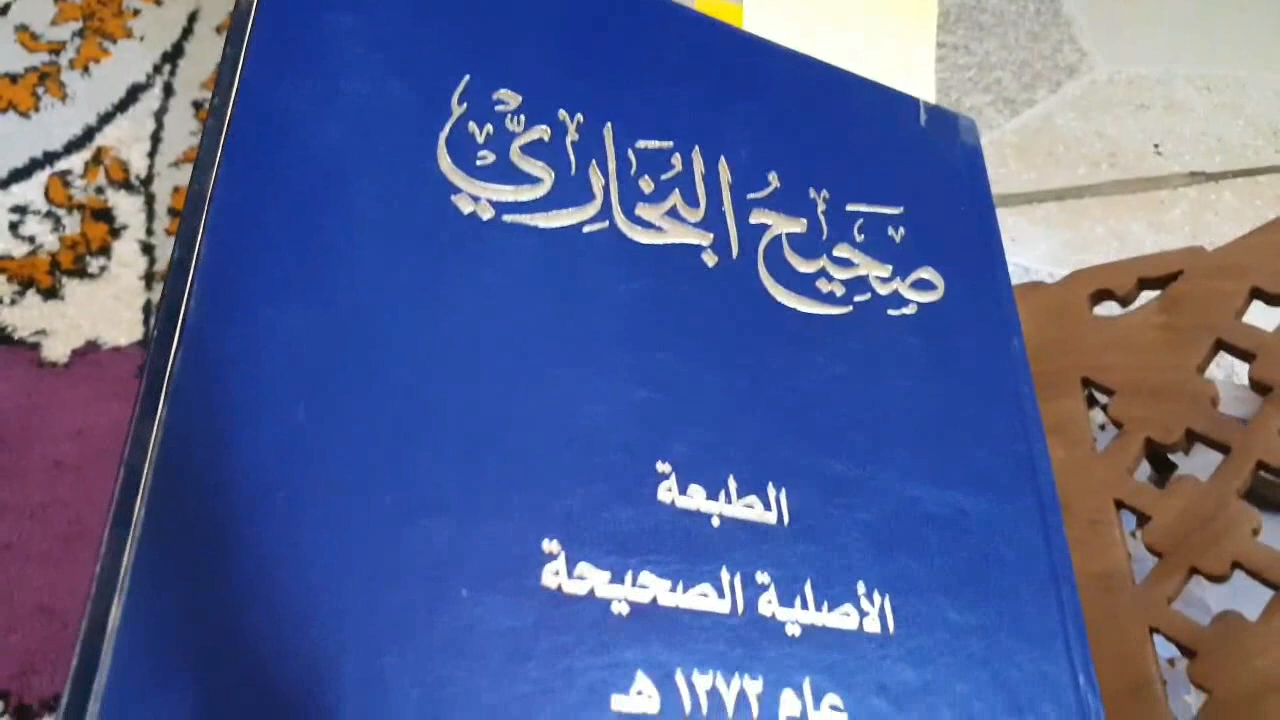 صَحِيحُ البُخَارِيِّ
الطبعة
الأصلية الصحيحة
عام ١٢٧٢ هـ